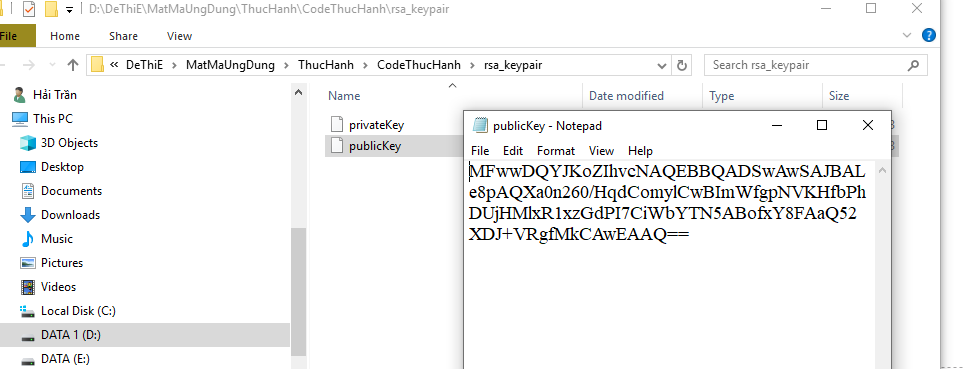 D:\DeThiE\MatMaUngDung\ThucHanh\CodeThucHanh\rsa_keypair
File
Home
Share
View
DeThiE
MatMaUngDung
ThucHanh
CodeThucHanh
rsa_keypair
Search rsa_keypair
Hải Trần
This PC
3D Objects
Desktop
Documents
Downloads
Music
Pictures
Videos
Local Disk (C:)
DATA 1 (D:)
DATA (E:)
Name
Date modified
Type
Size
privateKey
publicKey
publicKey - Notepad
File Edit Format View Help
MFwwDQYJKoZIhvcNAQEBBQADSwAwSAJBAL
e8pAQXa0n260/HqdComylCwBImWfgpNVKHfbPh
DUjHMlxR1xzGdPI7CiWbYTN5ABofxY8FAaQ52
XDJ+VRgfMkCAwEAAQ==